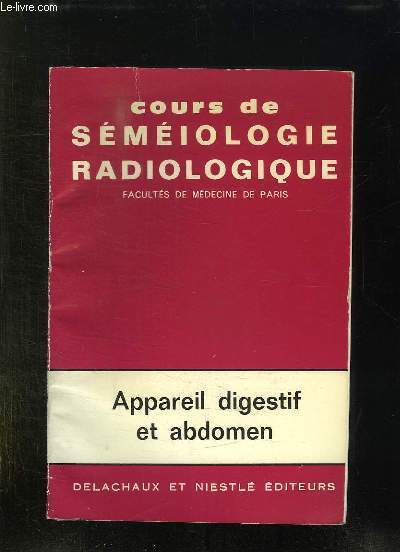 Le-livre.com
cours de
SÉMÉIOLOGIE
RADIOLOGIQUE
FACULTÉS DE MÉDECINE DE PARIS
Appareil digestif
et abdomen
DELACHAUX ET NIESTLÉ ÉDITEURS